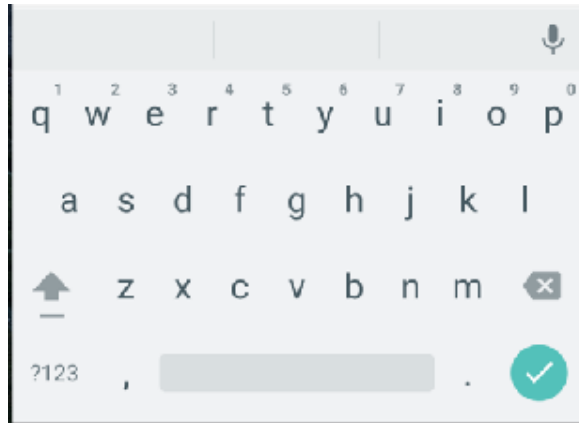 1 2 3 4 5 6 7 8 9 0
q w e r t y u i o p
a s d f g h j k l
z x c v b n m
?123 , .